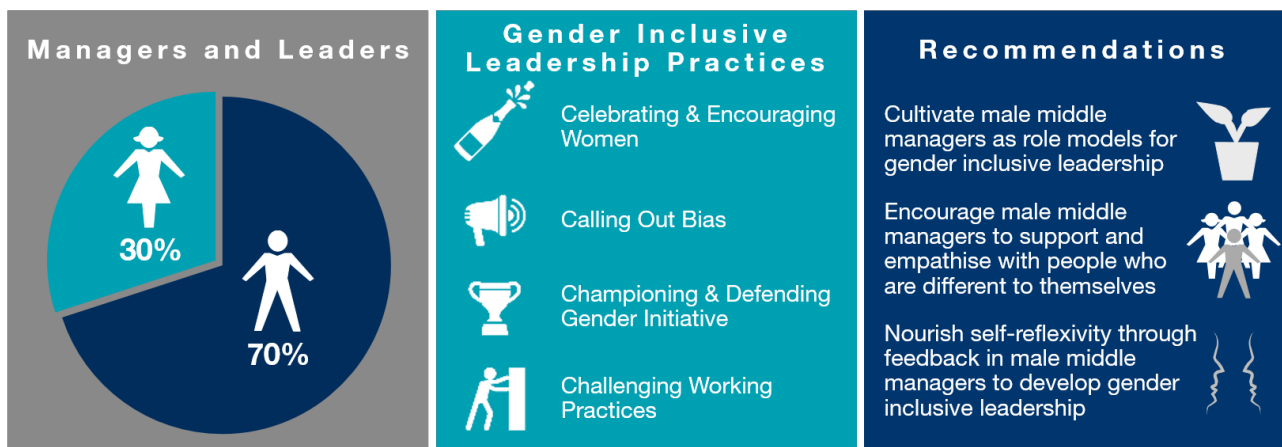 Managers and Leaders
30%
70%
Gender Inclusive
Leadership Practices
Celebrating & Encouraging
Women
Calling Out Bias
Championing & Defending
Gender Initiative
Challenging Working
Practices
Recommendations
Cultivate male middle
managers as role models for
gender inclusive leadership
Encourage male middle
managers to support and
empathise with people who
are different to themselves
Nourish self-reflexivity through
feedback in male middle
managers to develop gender
inclusive leadership